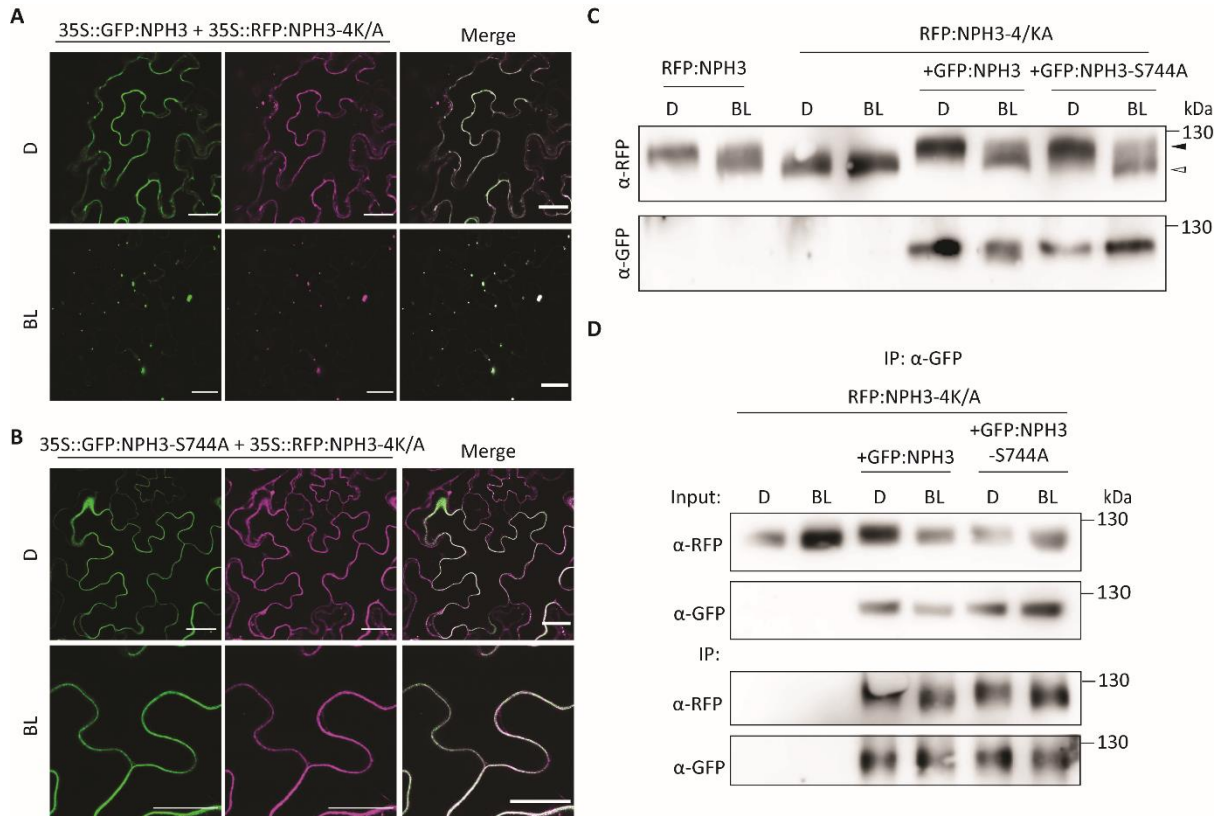 A
35S::GFP:NPH3 + 35S::RFP:NPH3-4K/A
Merge
D
BL
B
35S::GFP:NPH3-S744A + 35S::RFP:NPH3-4K/A
Merge
D
BL
C
RFP:NPH3-4/KA
RFP:NPH3
+GFP:NPH3
+GFP:NPH3-S744A
D BL D BL D BL D BL kDa
α-RFP
130
α-GFP
130
D
IP: α-GFP
RFP:NPH3-4K/A
+GFP:NPH3
+GFP:NPH3
-S744A
Input: D BL D BL D BL kDa
α-RFP
130
α-GFP
130
IP:
α-RFP
130
α-GFP
130